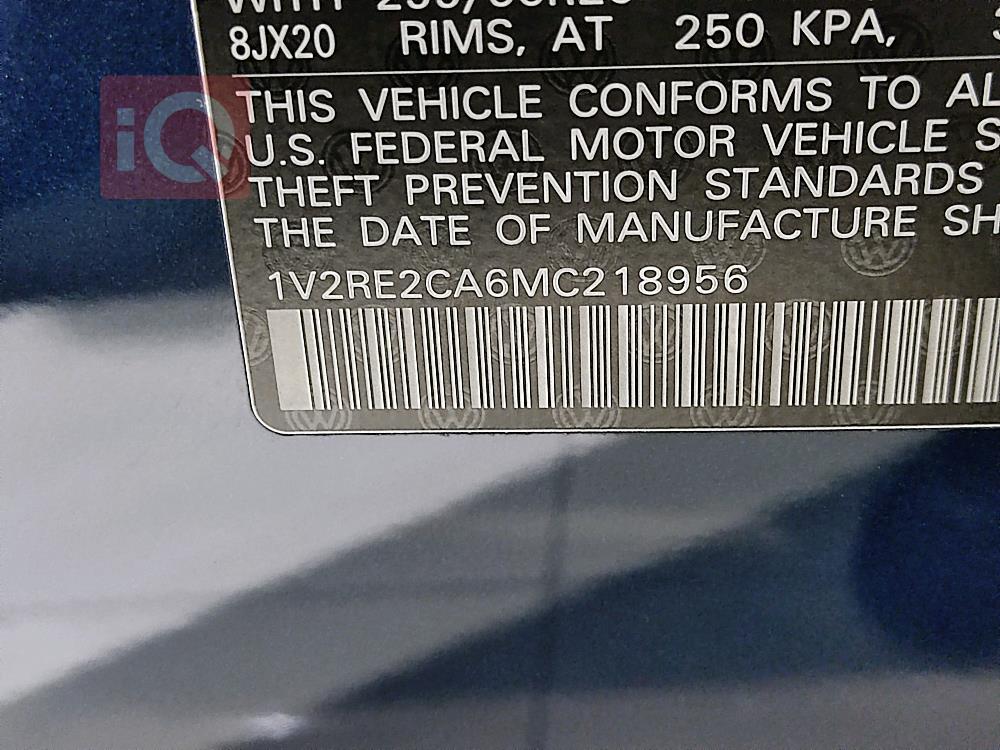 8JX20 RIMS, AT 250 KPA,
THIS VEHICLE CONFORMS TO
U.S. FEDERAL MOTOR VEHICLE
THEFT PREVENTION STANDARDS
THE DATE OF MANUFACTURE
1V2RE2CA6MC218956
iQ